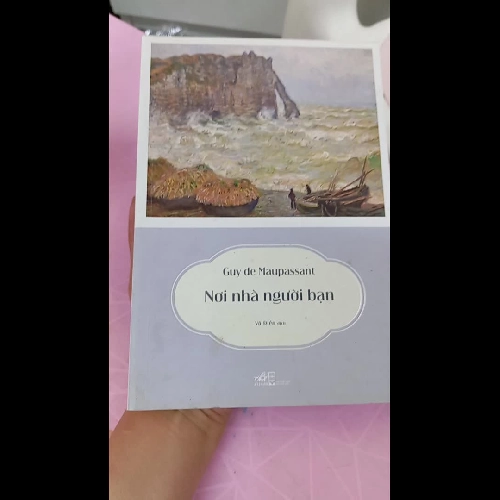 Guy de Maupassant
Nơi nhà người bạn